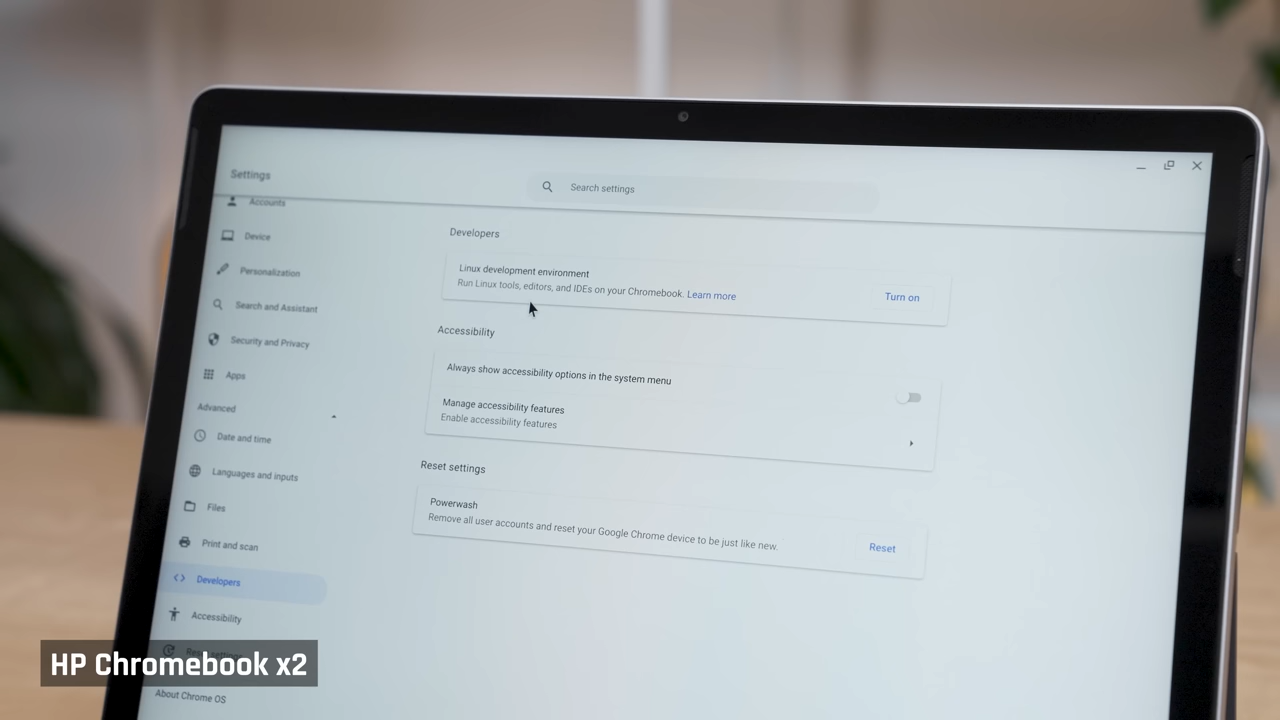 Settings
Search settings
Accounts
Device
Personalization
Search and Assistant
Security and Privacy
Apps
Advanced
Date and time
Languages and inputs
Files
Print and scan
Developers
Accessibility
Reset settings
About Chrome OS
Developers
Linux development environment
Run Linux tools, editors, and IDEs on your Chromebook. Learn more
Turn on
Accessibility
Always show accessibility options in the system menu
Manage accessibility features
Enable accessibility features
Reset settings
Powerwash
Remove all user accounts and reset your Google Chrome device to be just like new.
Reset
HP Chromebook x2